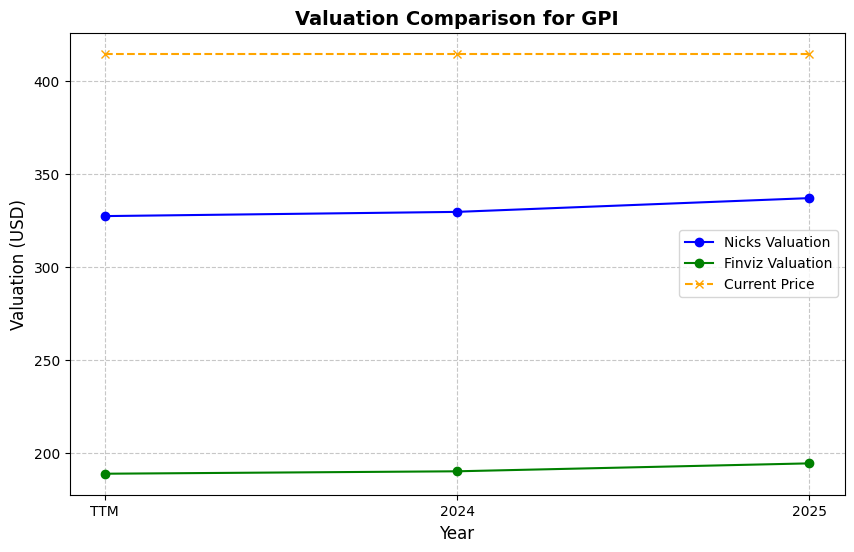 Valuation Comparison for GPI
Valuation (USD)
400
350
300
250
200
Nicks Valuation
Finviz Valuation
Current Price
TTM
2024
2025
Year